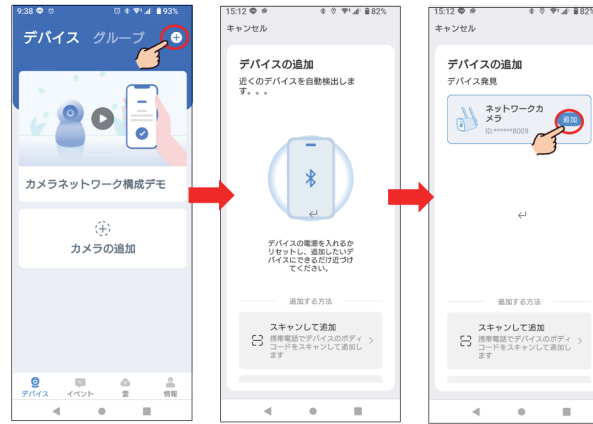 9:38
93%
デバイス グループ
カメラネットワーク構成デモ
カメラの追加
デバイス イベント 雲 情報
15:12
82%
キャンセル
デバイスの追加
近くのデバイスを自動検出しま
す。。。
デバイスの電源を入れるか
リセットし、追加したいデ
バイスにできるだけ近づけ
てください。
追加する方法
スキャンして追加
携帯電話でデバイスのボディ
コードをスキャンして追加し
ます
15:12
82%
キャンセル
デバイスの追加
デバイス発見
ネットワークカ
メラ
追加
ID:******8009
追加する方法
スキャンして追加
携帯電話でデバイスのボディ
コードをスキャンして追加し
ます